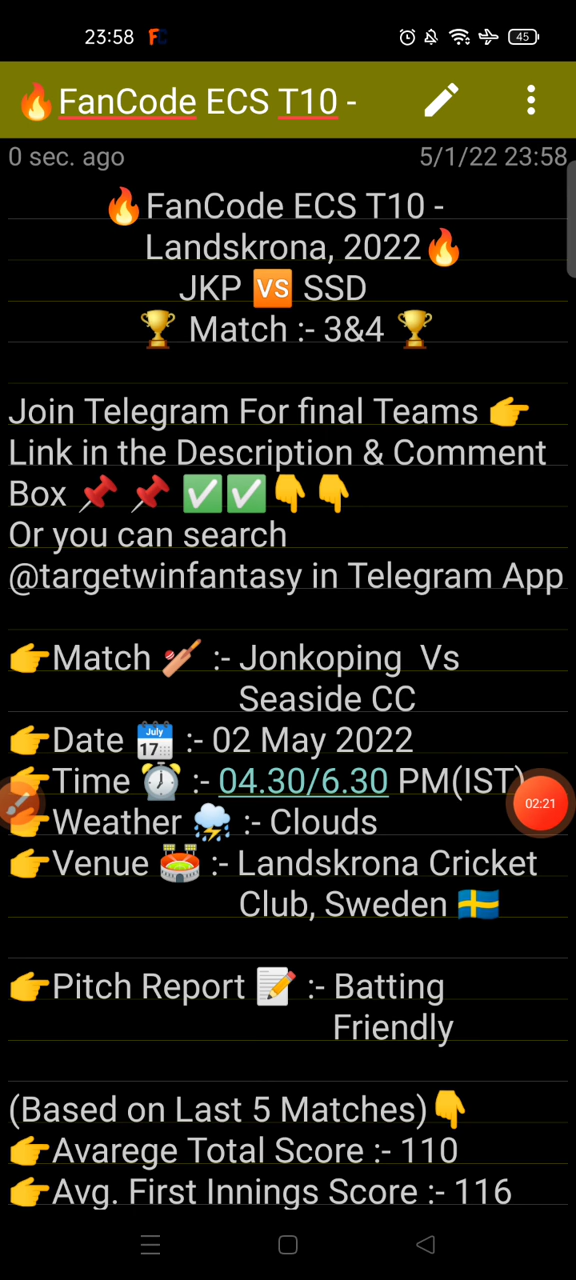 23:58
45
🔥FanCode ECS T10 -
0 sec. ago
5/1/22 23:58
🔥FanCode ECS T10 -
Landskrona, 2022🔥
JKP 🆚 SSD
🏆 Match :- 3&4 🏆
Join Telegram For final Teams 👉
Link in the Description & Comment
Box 📌 📌 ✅✅👇👇
Or you can search
@targetwinfantasy in Telegram App
👉Match 🏏 :- Jonkoping Vs
Seaside CC
👉Date 📅 :- 02 May 2022
👉Time ⏰ :- 04.30/6.30 PM(IST)
02:21
👉Weather ⛈️ :- Clouds
👉Venue 🏟️ :- Landskrona Cricket
Club, Sweden 🇸🇪
👉Pitch Report 📝 :- Batting
Friendly
(Based on Last 5 Matches)👇
👉Avarege Total Score :- 110
👉Avg. First Innings Score :- 116